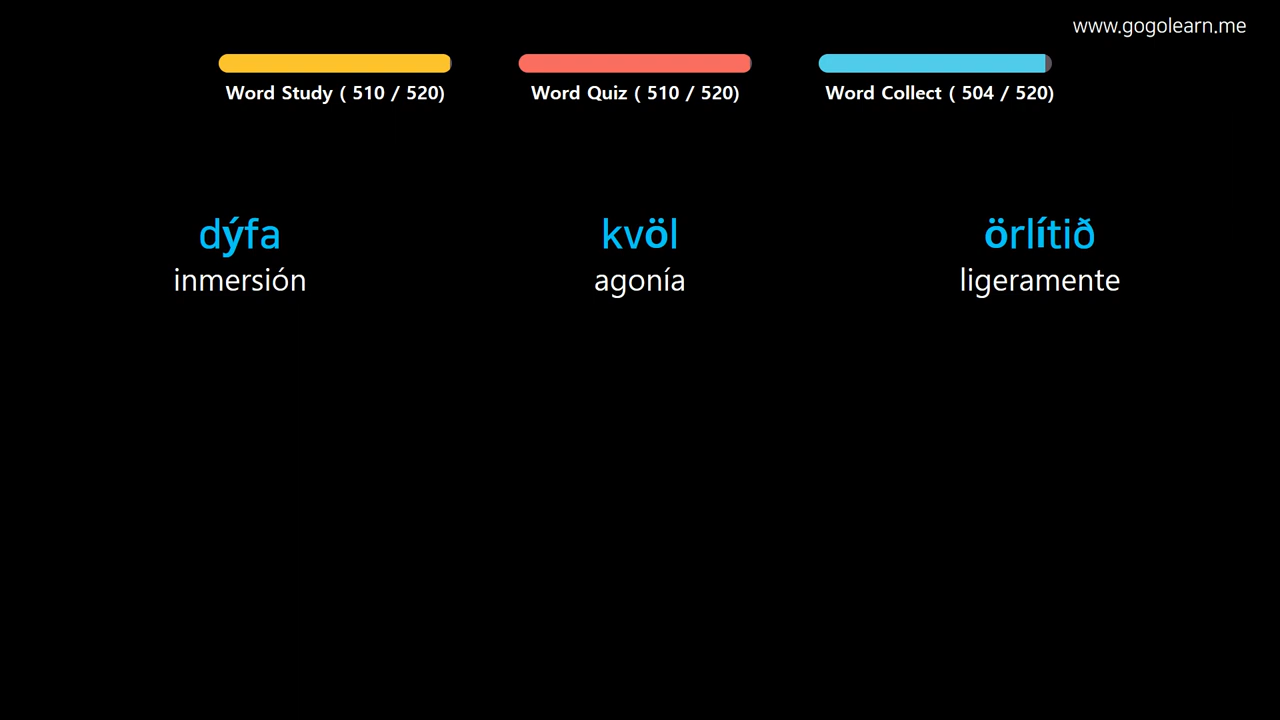 www.gogolearn.me
Word Study ( 510 / 520)
Word Quiz ( 510 / 520)
Word Collect ( 504 / 520)
dýfa
inmersión
kvöl
agonía
örlítið
ligeramente